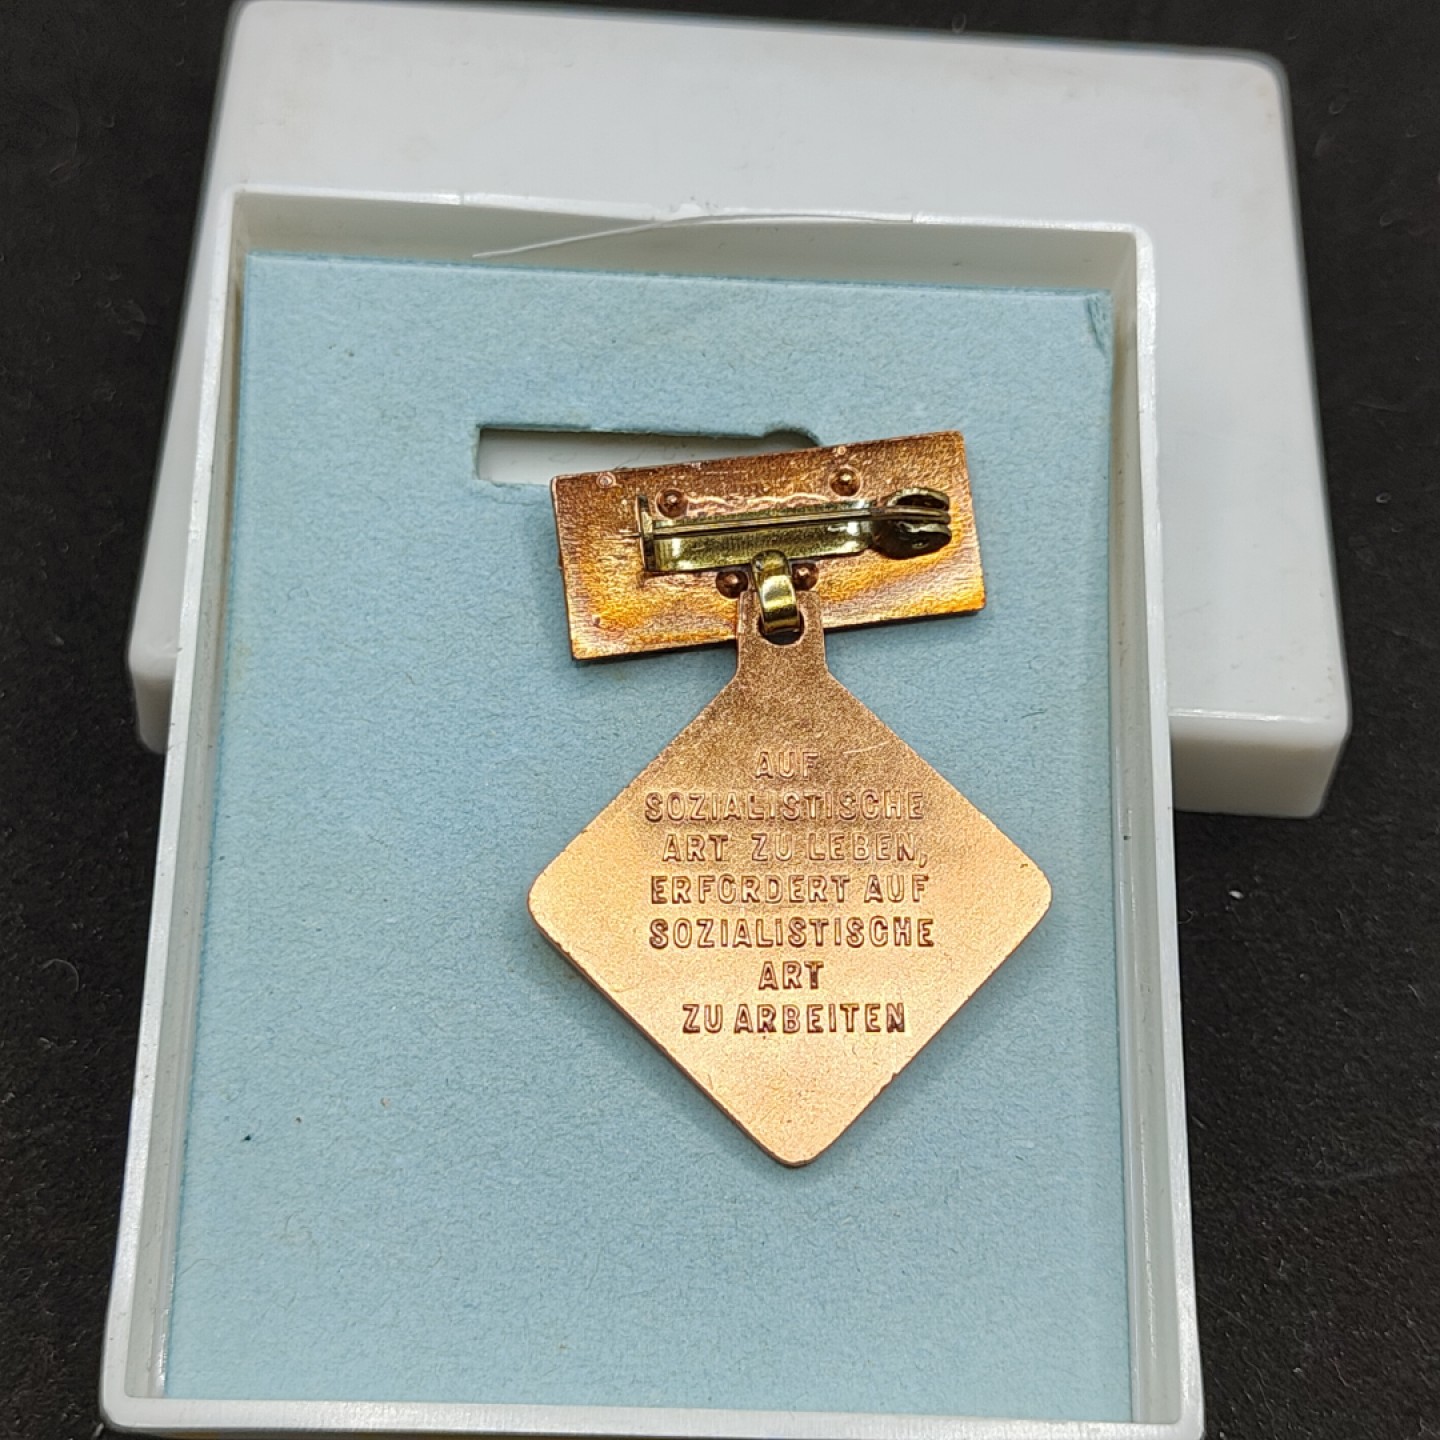 AUF
SOZIALISTISCHE
ART ZU LEBEN,
ERFORDERT AUF
SOZIALISTISCHE
ART
ZU ARBEITEN